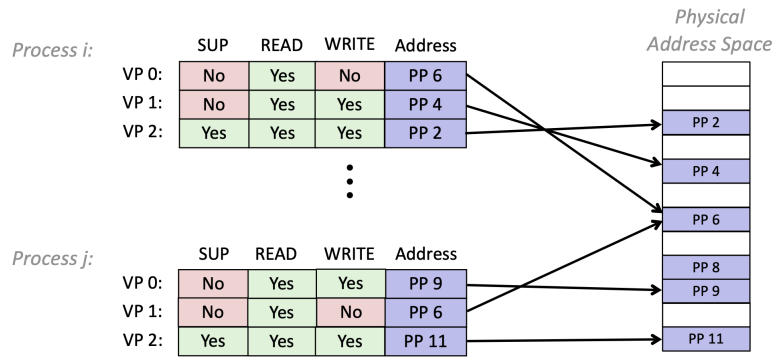 Process i:
SUP READ WRITE Address
VP 0: No Yes No PP 6
VP 1: No Yes Yes PP 4
VP 2: Yes Yes Yes PP 2
Process j:
SUP READ WRITE Address
VP 0: No Yes Yes PP 9
VP 1: No Yes No PP 6
VP 2: Yes Yes Yes PP 11
Physical
Address Space
PP 2
PP 4
PP 6
PP 8
PP 9
PP 11